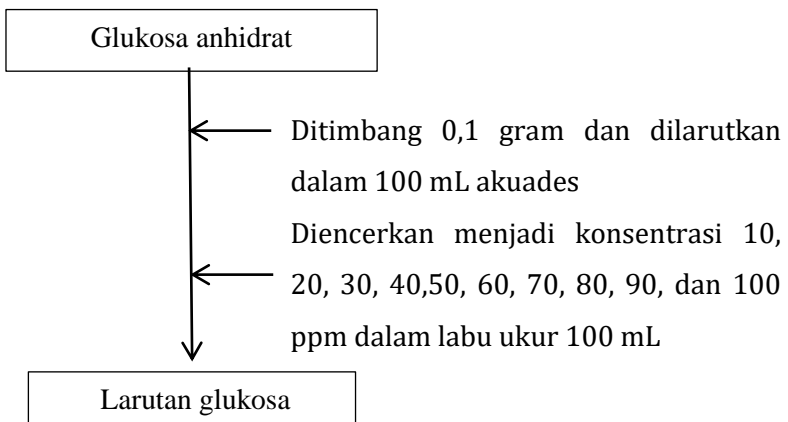 Glukosa anhidrat
Ditimbang 0,1 gram dan dilarutkan
dalam 100 mL akuades
Diencerkan menjadi konsentrasi 10,
20, 30, 40,50, 60, 70, 80, 90, dan 100
ppm dalam labu ukur 100 mL
Larutan glukosa